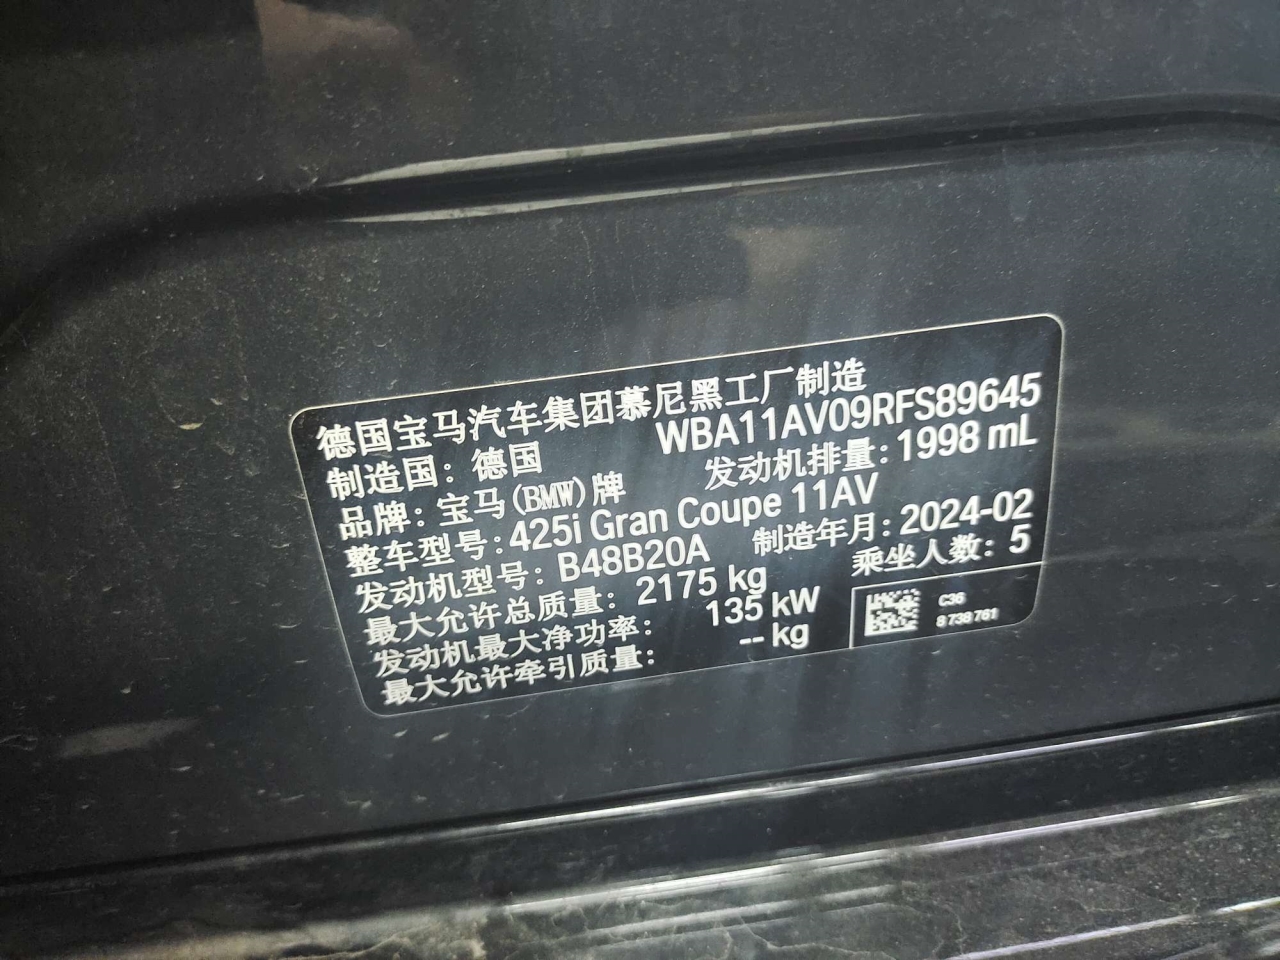 德国宝马汽车集团慕尼黑工厂制造
制造国：德国 WBA11AV09RFS89645
品牌：宝马(BMW)牌 发动机排量：1998 mL
整车型号：425i Gran Coupe 11AV
发动机型号：B48B20A 制造年月：2024-02
最大允许总质量：2175 kg 乘坐人数：5
发动机最大净功率：135 kW
最大允许牵引质量：-- kg
C36
8738761